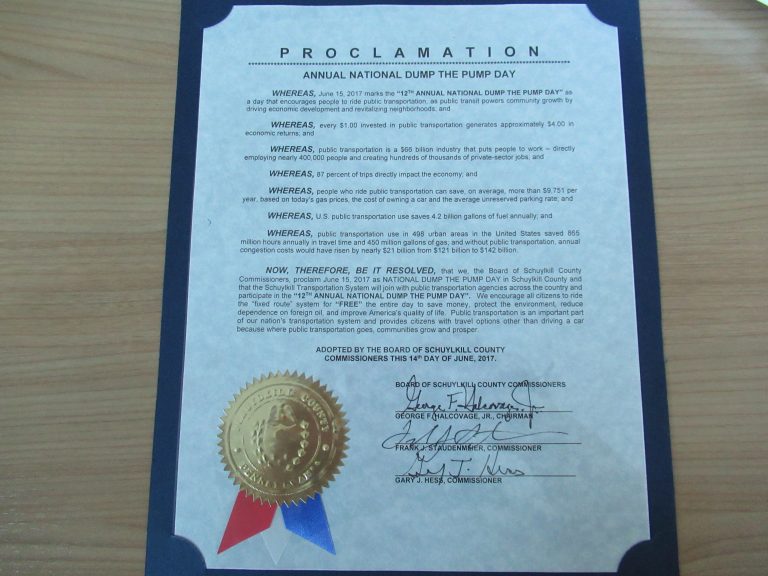 PROCLAMATION
ANNUAL NATIONAL DUMP THE PUMP DAY
WHEREAS, June 15, 2017 marks the "12TH ANNUAL NATIONAL DUMP THE PUMP DAY" as
a day that encourages people to ride public transportation, as public transit powers community growth by
driving economic development and revitalizing neighborhoods; and
WHEREAS, every $1.00 invested in public transportation generates approximately $4.00 in
economic returns; and
WHEREAS, public transportation is a $66 billion industry that puts people to work – directly
employing nearly 400,000 people and creating hundreds of thousands of private-sector jobs; and
WHEREAS, 87 percent of trips directly impact the economy; and
WHEREAS, people who ride public transportation can save, on average, more than $9,751 per
year, based on today's gas prices, the cost of owning a car and the average unreserved parking rate; and
WHEREAS, U.S. public transportation use saves 4.2 billion gallons of fuel annually; and
WHEREAS, public transportation use in 498 urban areas in the United States saved 865
million hours annually in travel time and 450 million gallons of gas; and without public transportation, annual
congestion costs would have risen by nearly $21 billion from $121 billion to $142 billion.
NOW, THEREFORE, BE IT RESOLVED, that we, the Board of Schuylkill County
Commissioners, proclaim June 15, 2017 as NATIONAL DUMP THE PUMP DAY in Schuylkill County and
that the Schuylkill Transportation System will join with public transportation agencies across the country and
participate in the "12TH ANNUAL NATIONAL DUMP THE PUMP DAY". We encourage all citizens to ride
the "fixed route" system for "FREE" the entire day to save money, protect the environment, reduce
dependence on foreign oil, and improve America's quality of life. Public transportation is an important part
of our nation's transportation system and provides citizens with travel options other than driving a car
because where public transportation goes, communities grow and prosper.
ADOPTED BY THE BOARD OF SCHUYLKILL COUNTY
COMMISSIONERS THIS 14th DAY OF JUNE, 2017.
BOARD OF SCHUYLKILL COUNTY COMMISSIONERS
George F. Halcovage, Jr.
GEORGE F. HALCOVAGE, JR., CHAIRMAN
FRANK J. STAUDENMEIER, COMMISSIONER
Gary J. Hess
GARY J. HESS, COMMISSIONER
SCHUYLKILL COUNTY
PENNSYLVANIA